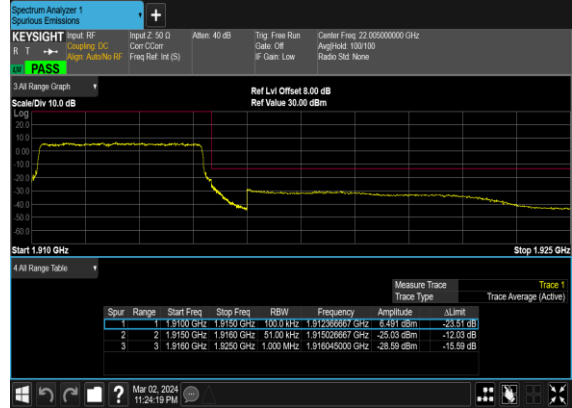 Spectrum Analyzer 1
Spurious Emissions
+
KEYSIGHT Input: RF Input Z: 50 Ω Atten: 40 dB Trig: Free Run Center Freq: 22.005000000 GHz
R T Coupling: DC Corr CCorr Gate: Off Avg|Hold: 100/100
Align: Auto/No RF Freq Ref: Int (S) IF Gain: Low Radio Std: None
PASS
3 All Range Graph Ref Lvl Offset 8.00 dB
Scale/Div 10.0 dB Ref Value 30.00 dBm
Log
20.0
10.0
0.00
-10.0
-20.0
-30.0
-40.0
-50.0
-60.0
Start 1.910 GHz Stop 1.925 GHz
4 All Range Table
Measure Trace Trace 1
Trace Type Trace Average (Active)
Spur Range Start Freq Stop Freq RBW Frequency Amplitude ΔLimit
1 1 1.9100 GHz 1.9150 GHz 100.0 kHz 1.912366667 GHz 6.491 dBm -23.51 dB
2 2 1.9150 GHz 1.9160 GHz 51.00 kHz 1.915026667 GHz -25.03 dBm -12.03 dB
3 3 1.9160 GHz 1.9250 GHz 1.000 MHz 1.916045000 GHz -28.59 dBm -15.59 dB
? Mar 02, 2024
11:24:19 PM